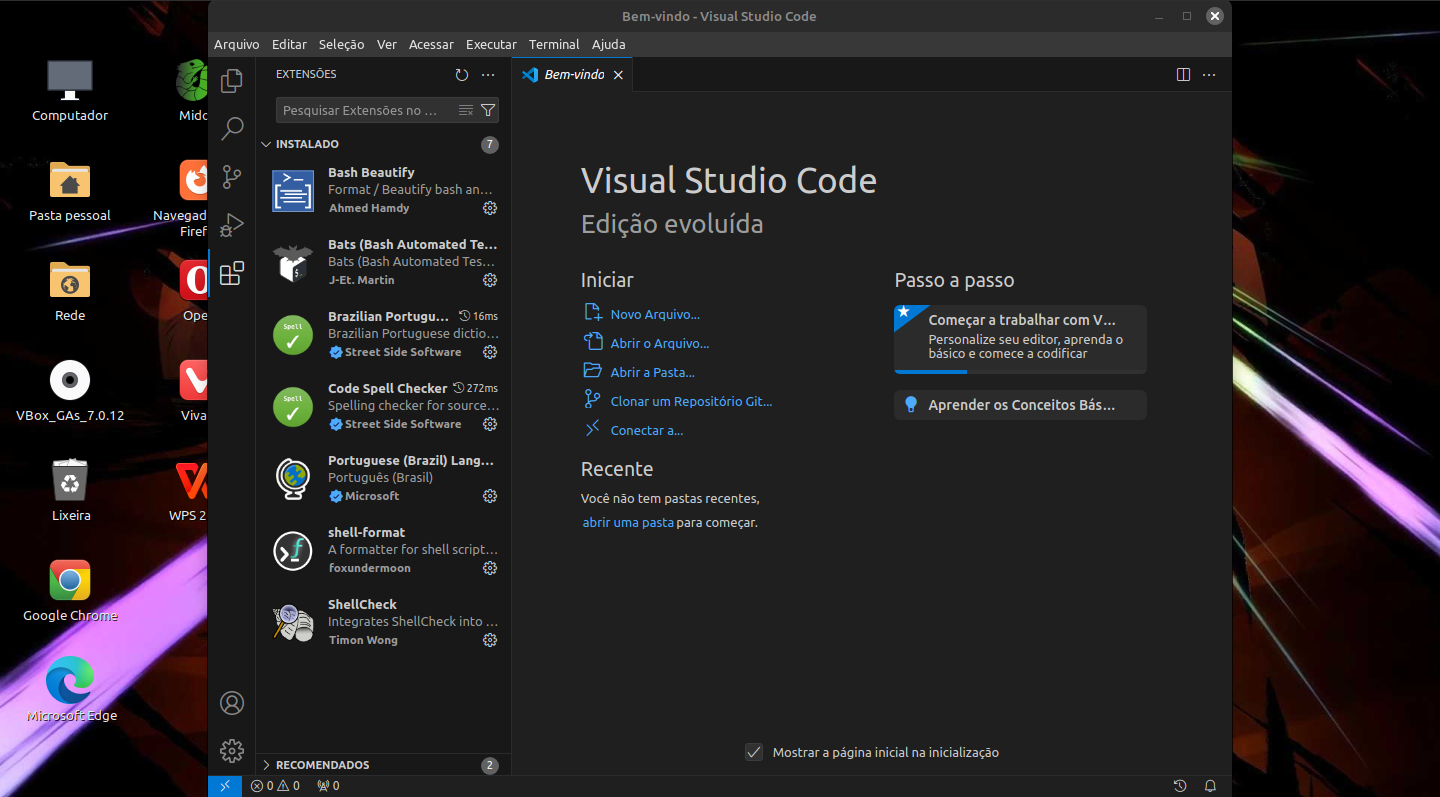 Bem-vindo - Visual Studio Code
Arquivo Editar Seleção Ver Acessar Executar Terminal Ajuda
Computador
Mido
Pasta pessoal
Navegad
Firef
Rede
Ope
VBox_GAs_7.0.12
Viva
Lixeira
WPS 2
Google Chrome
Microsoft Edge
EXTENSÕES
Pesquisar Extensões no ...
INSTALADO 7
Bash Beautify
Format / Beautify bash an...
Ahmed Hamdy
Bats (Bash Automated Te...
Bats (Bash Automated Tes...
J-Et. Martin
Brazilian Portugu... 16ms
Brazilian Portuguese dictio...
Street Side Software
Code Spell Checker 272ms
Spelling checker for source...
Street Side Software
Portuguese (Brazil) Lang...
Português (Brasil)
Microsoft
shell-format
A formatter for shell script...
foxundermoon
ShellCheck
Integrates ShellCheck into ...
Timon Wong
RECOMENDADOS 2
Bem-vindo
Visual Studio Code
Edição evoluída
Iniciar
Novo Arquivo...
Abrir o Arquivo...
Abrir a Pasta...
Clonar um Repositório Git...
Conectar a...
Recente
Você não tem pastas recentes,
abrir uma pasta para começar.
Passo a passo
Começar a trabalhar com V...
Personalize seu editor, aprenda o
básico e comece a codificar
Aprender os Conceitos Bás...
Mostrar a página inicial na inicialização
0 0 0